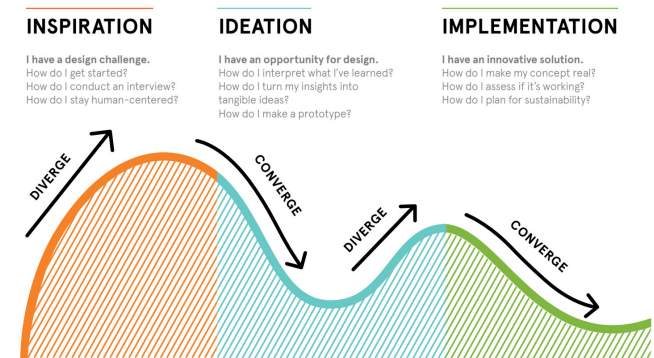 INSPIRATION
I have a design challenge.
How do I get started?
How do I conduct an interview?
How do I stay human-centered?
IDEATION
I have an opportunity for design.
How do I interpret what I've learned?
How do I turn my insights into
tangible ideas?
How do I make a prototype?
IMPLEMENTATION
I have an innovative solution.
How do I make my concept real?
How do I assess if it's working?
How do I plan for sustainability?
DIVERGE
CONVERGE
DIVERGE
CONVERGE